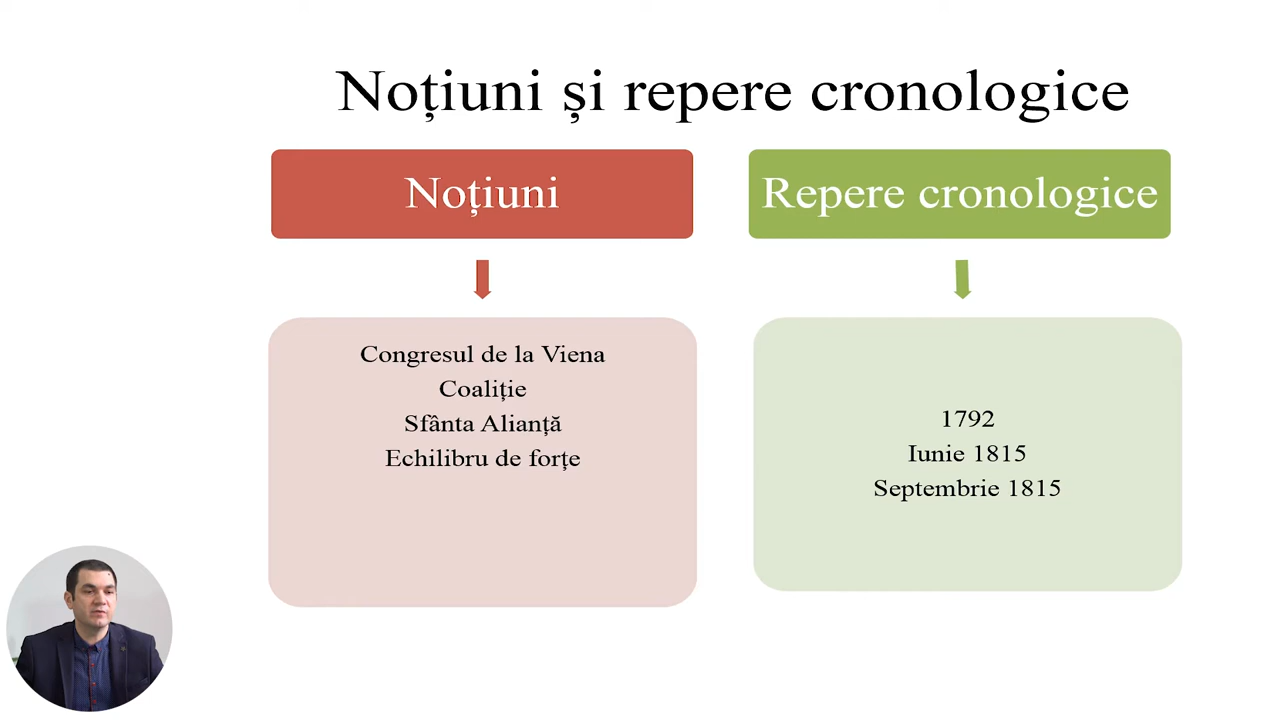 Noțiuni și repere cronologice
Noțiuni
Repere cronologice
Congresul de la Viena
Coaliție
Sfânta Alianță
Echilibru de forțe
1792
Iunie 1815
Septembrie 1815